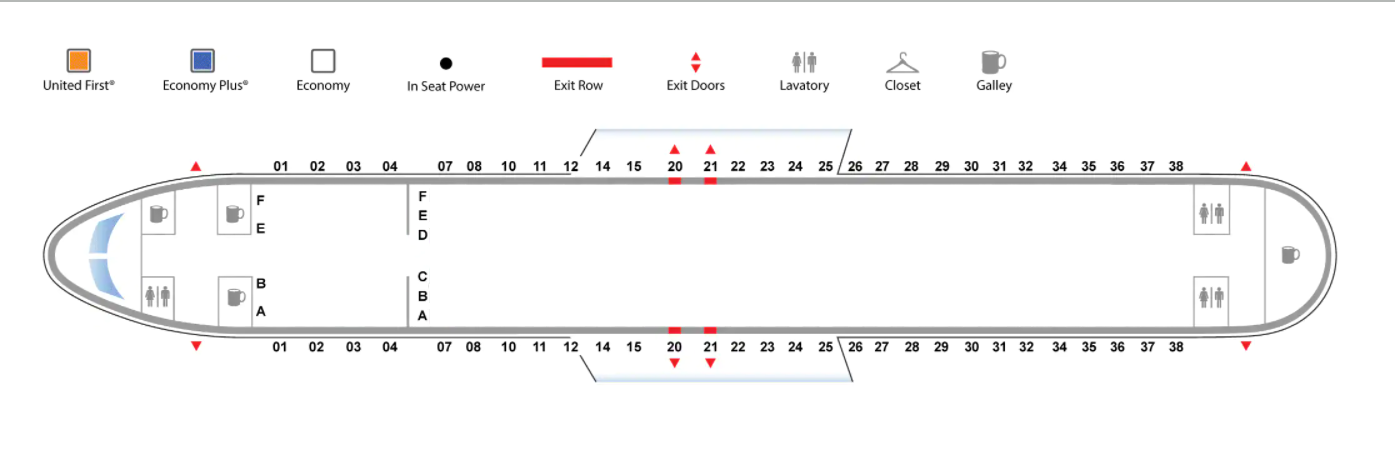 United First® Economy Plus® Economy In Seat Power Exit Row Exit Doors Lavatory Closet Galley
01 02 03 04 07 08 10 11 12 14 15 20 21 22 23 24 25 26 27 28 29 30 31 32 34 35 36 37 38
F F
E E
D
B C
A B
A
01 02 03 04 07 08 10 11 12 14 15 20 21 22 23 24 25 26 27 28 29 30 31 32 34 35 36 37 38